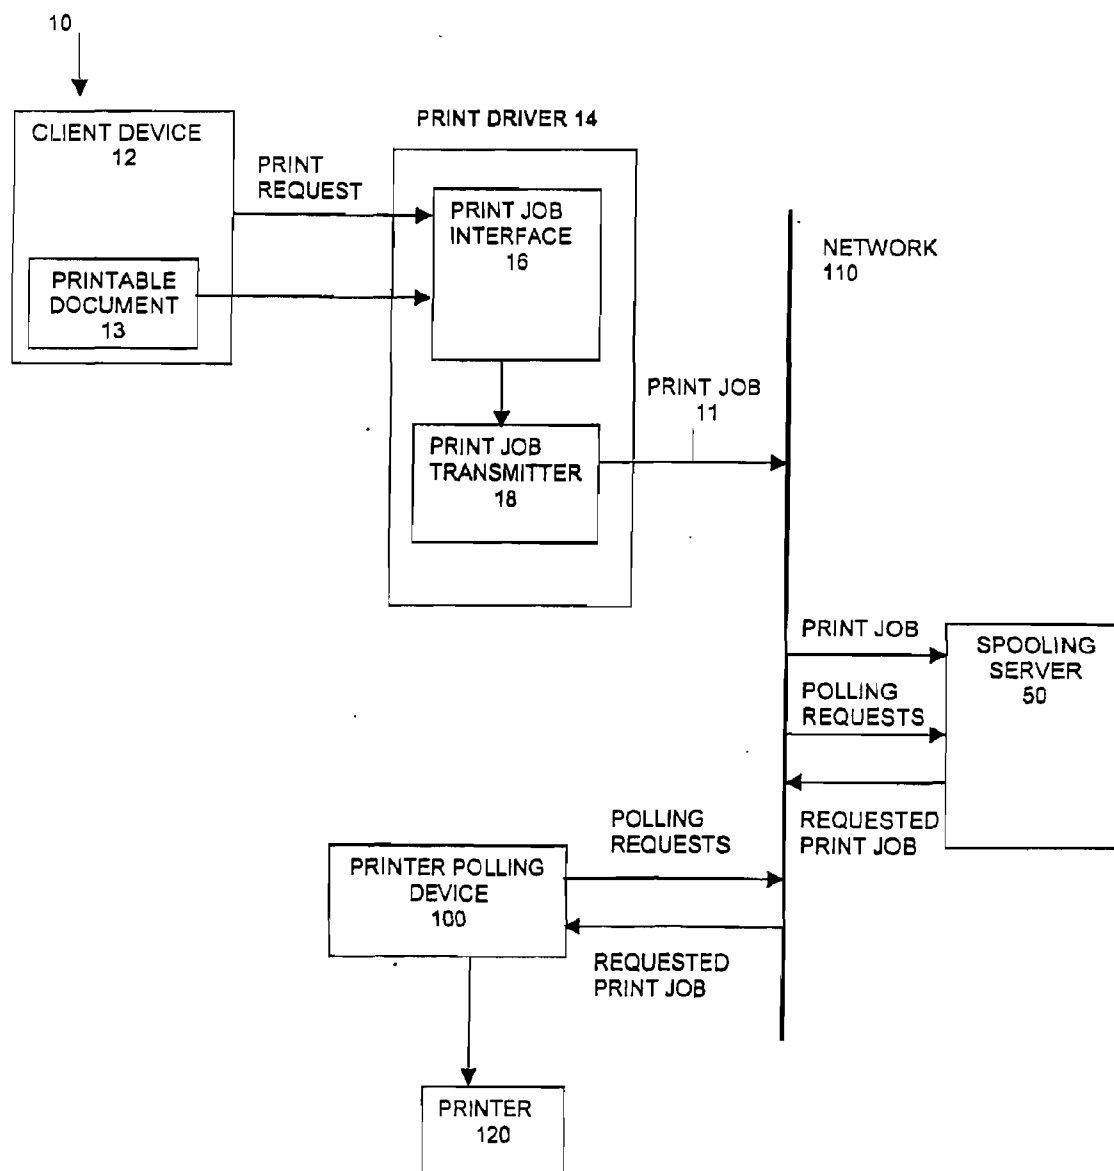 10
CLIENT DEVICE
12
PRINTABLE
DOCUMENT
13
PRINT
REQUEST
PRINT DRIVER 14
PRINT JOB
INTERFACE
16
PRINT JOB
TRANSMITTER
18
PRINT JOB
11
NETWORK
110
PRINT JOB
POLLING
REQUESTS
REQUESTED
PRINT JOB
SPOOLING
SERVER
50
POLLING
REQUESTS
PRINTER POLLING
DEVICE
100
REQUESTED
PRINT JOB
PRINTER
120